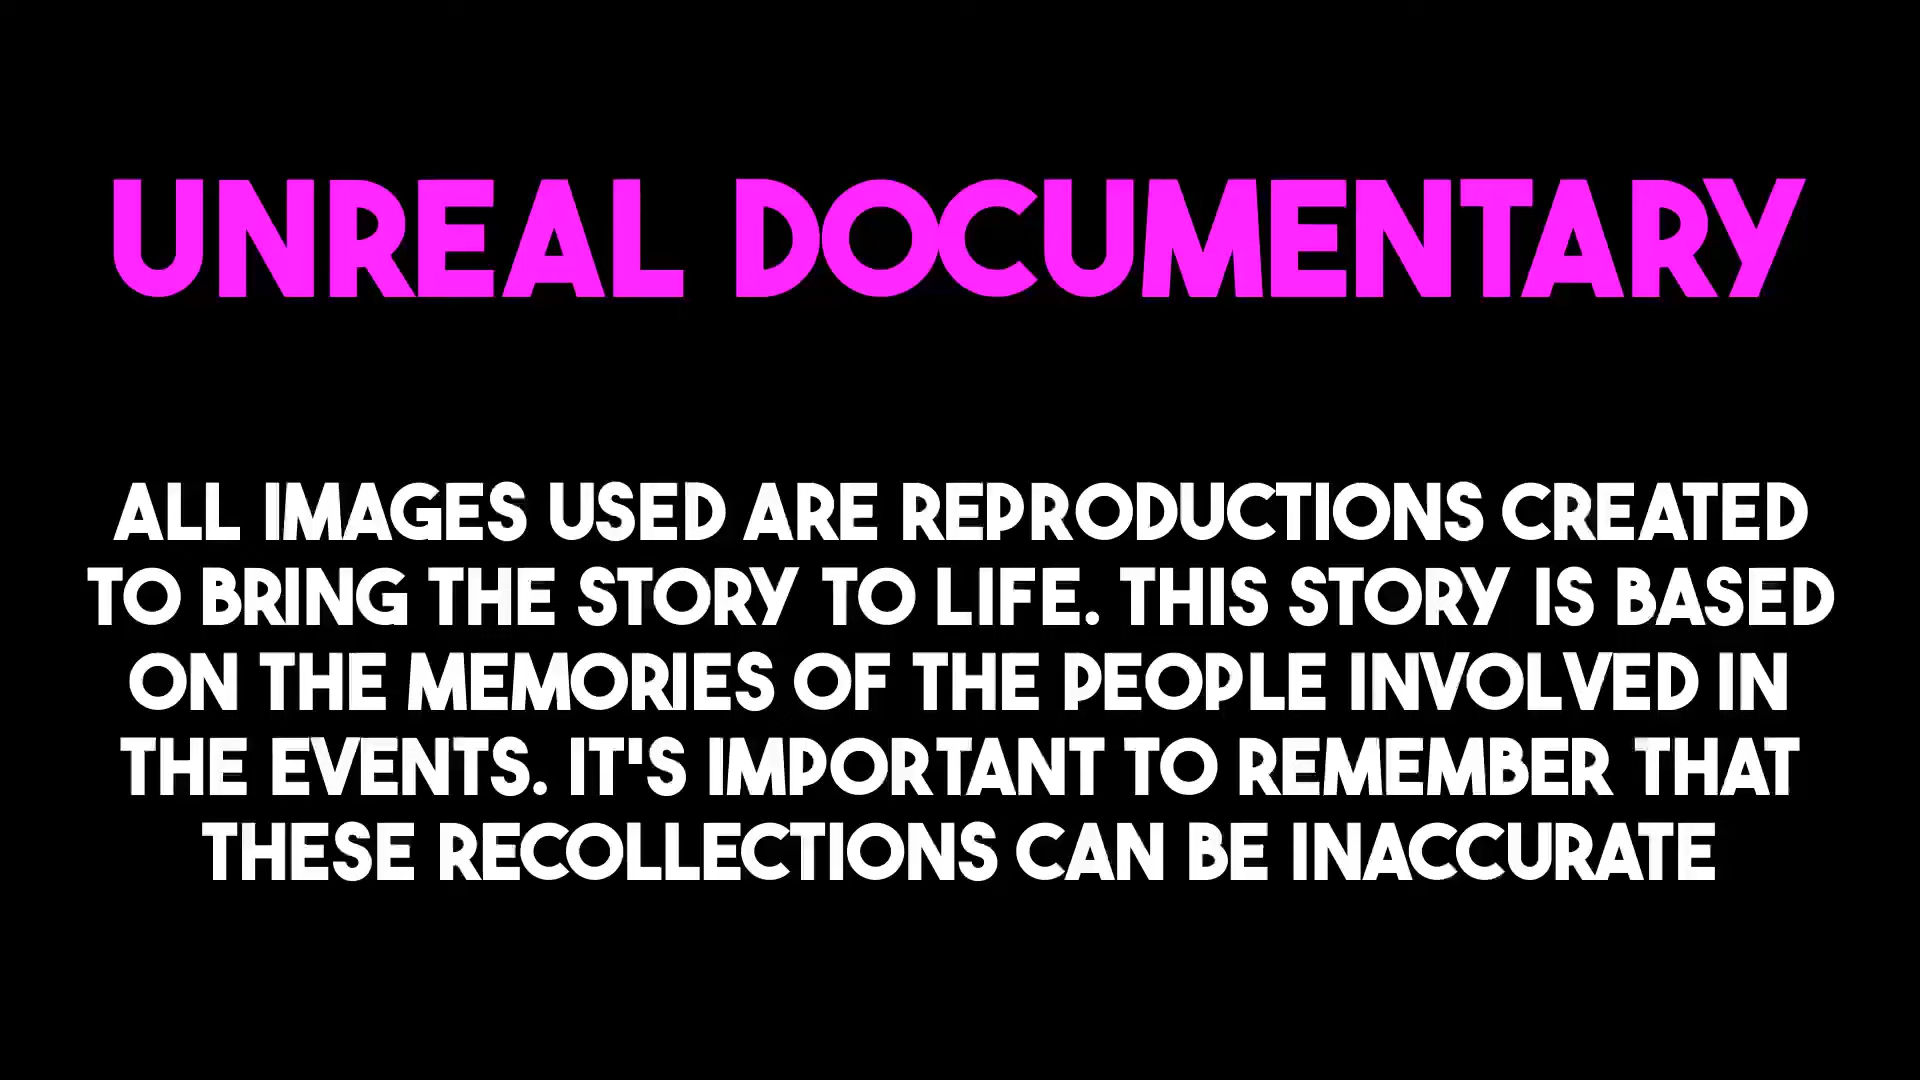 UNREAL DOCUMENTARY
ALL IMAGES USED ARE REPRODUCTIONS CREATED
TO BRING THE STORY TO LIFE. THIS STORY IS BASED
ON THE MEMORIES OF THE PEOPLE INVOLVED IN
THE EVENTS. IT'S IMPORTANT TO REMEMBER THAT
THESE RECOLLECTIONS CAN BE INACCURATE